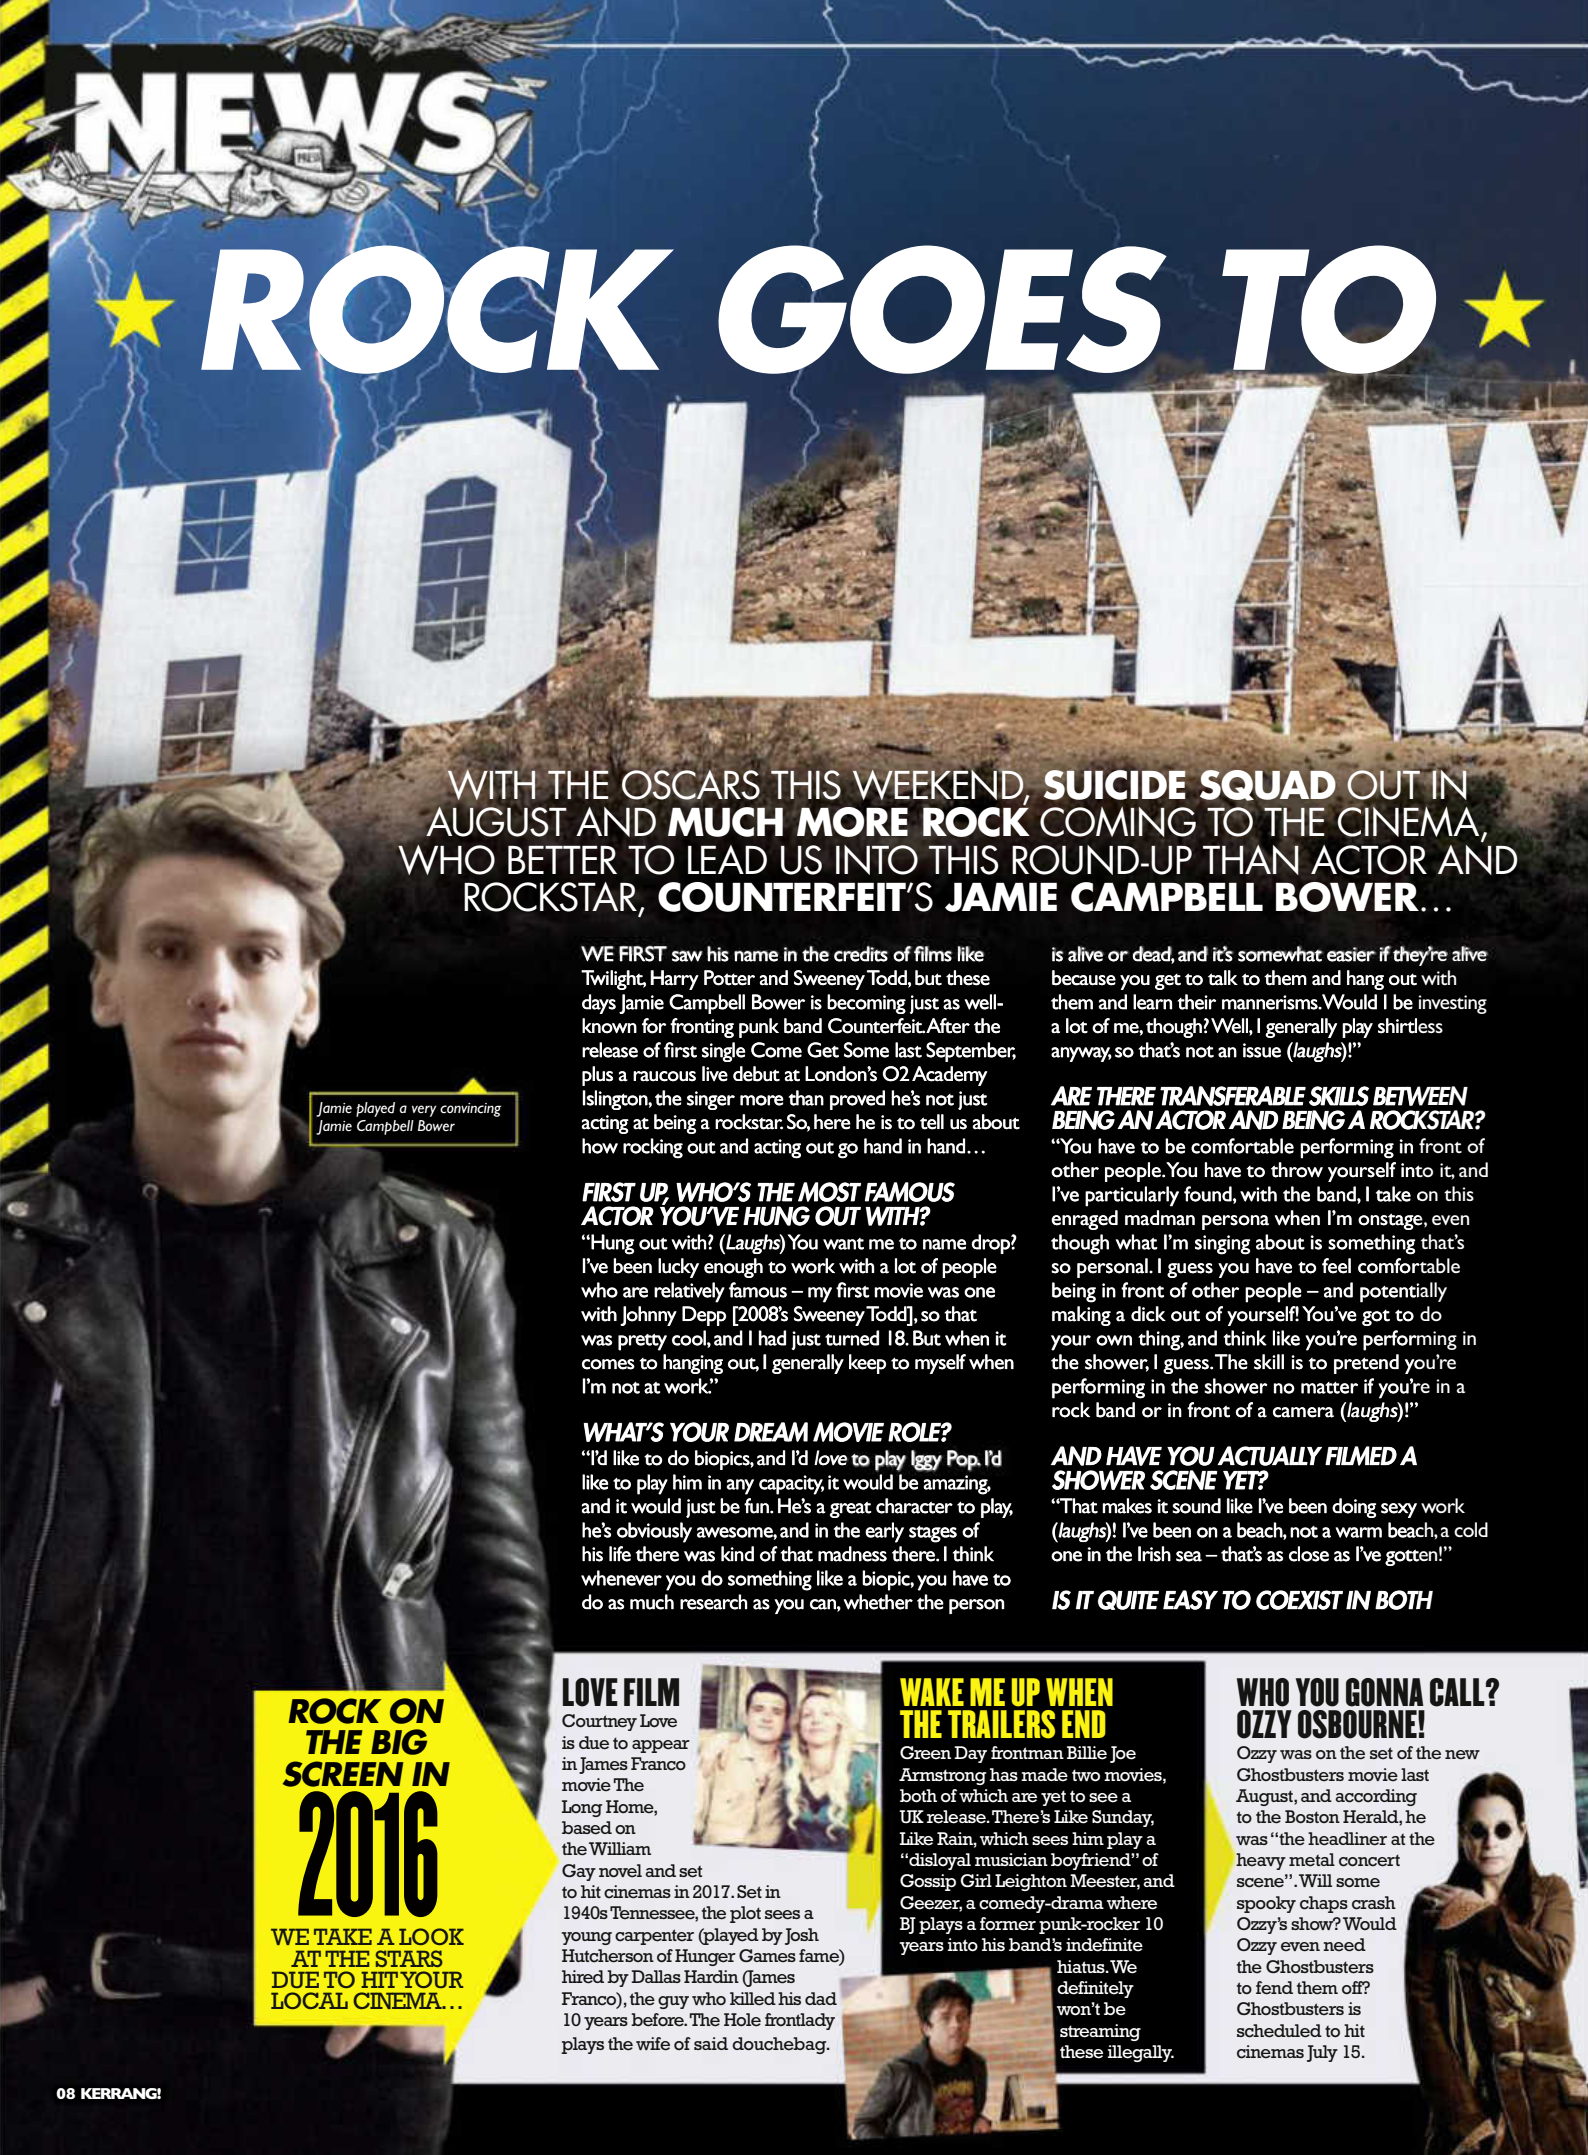 NEWS
PRESS
ROCK GOES TO
HOLLYW
WITH THE OSCARS THIS WEEKEND, SUICIDE SQUAD OUT IN
AUGUST AND MUCH MORE ROCK COMING TO THE CINEMA,
WHO BETTER TO LEAD US INTO THIS ROUND-UP THAN ACTOR AND
ROCKSTAR, COUNTERFEIT'S JAMIE CAMPBELL BOWER...
Jamie played a very convincing
Jamie Campbell Bower
WE FIRST saw his name in the credits of films like
Twilight, Harry Potter and Sweeney Todd, but these
days Jamie Campbell Bower is becoming just as well-
known for fronting punk band Counterfeit. After the
release of first single Come Get Some last September,
plus a raucous live debut at London's O2 Academy
Islington, the singer more than proved he's not just
acting at being a rockstar. So, here he is to tell us about
how rocking out and acting out go hand in hand…
FIRST UP, WHO'S THE MOST FAMOUS
ACTOR YOU'VE HUNG OUT WITH?
“Hung out with? (Laughs) You want me to name drop?
I've been lucky enough to work with a lot of people
who are relatively famous – my first movie was one
with Johnny Depp [2008's Sweeney Todd], so that
was pretty cool, and I had just turned 18. But when it
comes to hanging out, I generally keep to myself when
I'm not at work.”
WHAT'S YOUR DREAM MOVIE ROLE?
“I'd like to do biopics, and I'd love to play Iggy Pop. I'd
like to play him in any capacity, it would be amazing,
and it would just be fun. He's a great character to play,
he's obviously awesome, and in the early stages of
his life there was kind of that madness there. I think
whenever you do something like a biopic, you have to
do as much research as you can, whether the person
is alive or dead, and it's somewhat easier if they're alive
because you get to talk to them and hang out with
them and learn their mannerisms. Would I be investing
a lot of me, though? Well, I generally play shirtless
anyway, so that's not an issue (laughs)!”
ARE THERE TRANSFERABLE SKILLS BETWEEN
BEING AN ACTOR AND BEING A ROCKSTAR?
“You have to be comfortable performing in front of
other people. You have to throw yourself into it, and
I've particularly found, with the band, I take on this
enraged madman persona when I'm onstage, even
though what I'm singing about is something that's
so personal. I guess you have to feel comfortable
being in front of other people – and potentially
making a dick out of yourself! You've got to do
your own thing, and think like you're performing in
the shower, I guess. The skill is to pretend you're
performing in the shower no matter if you're in a
rock band or in front of a camera (laughs)!”
AND HAVE YOU ACTUALLY FILMED A
SHOWER SCENE YET?
“That makes it sound like I've been doing sexy work
(laughs)! I've been on a beach, not a warm beach, a cold
one in the Irish sea – that's as close as I've gotten!”
IS IT QUITE EASY TO COEXIST IN BOTH
ROCK ON
THE BIG
SCREEN IN
2016
WE TAKE A LOOK
AT THE STARS
DUE TO HIT YOUR
LOCAL CINEMA…
LOVE FILM
Courtney Love
is due to appear
in James Franco
movie The
Long Home,
based on
the William
Gay novel and set
to hit cinemas in 2017. Set in
1940s Tennessee, the plot sees a
young carpenter (played by Josh
Hutcherson of Hunger Games fame)
hired by Dallas Hardin (James
Franco), the guy who killed his dad
10 years before. The Hole frontlady
plays the wife of said douchebag.
WAKE ME UP WHEN
THE TRAILERS END
Green Day frontman Billie Joe
Armstrong has made two movies,
both of which are yet to see a
UK release. There's Like Sunday,
Like Rain, which sees him play a
“disloyal musician boyfriend” of
Gossip Girl Leighton Meester, and
Geezer, a comedy-drama where
BJ plays a former punk-rocker 10
years into his band's indefinite
hiatus. We
definitely
won't be
streaming
these illegally.
WHO YOU GONNA CALL?
OZZY OSBOURNE!
Ozzy was on the set of the new
Ghostbusters movie last
August, and according
to the Boston Herald, he
was “the headliner at the
heavy metal concert
scene”. Will some
spooky chaps crash
Ozzy's show? Would
Ozzy even need
the Ghostbusters
to fend them off?
Ghostbusters is
scheduled to hit
cinemas July 15.
08 KERRANG!